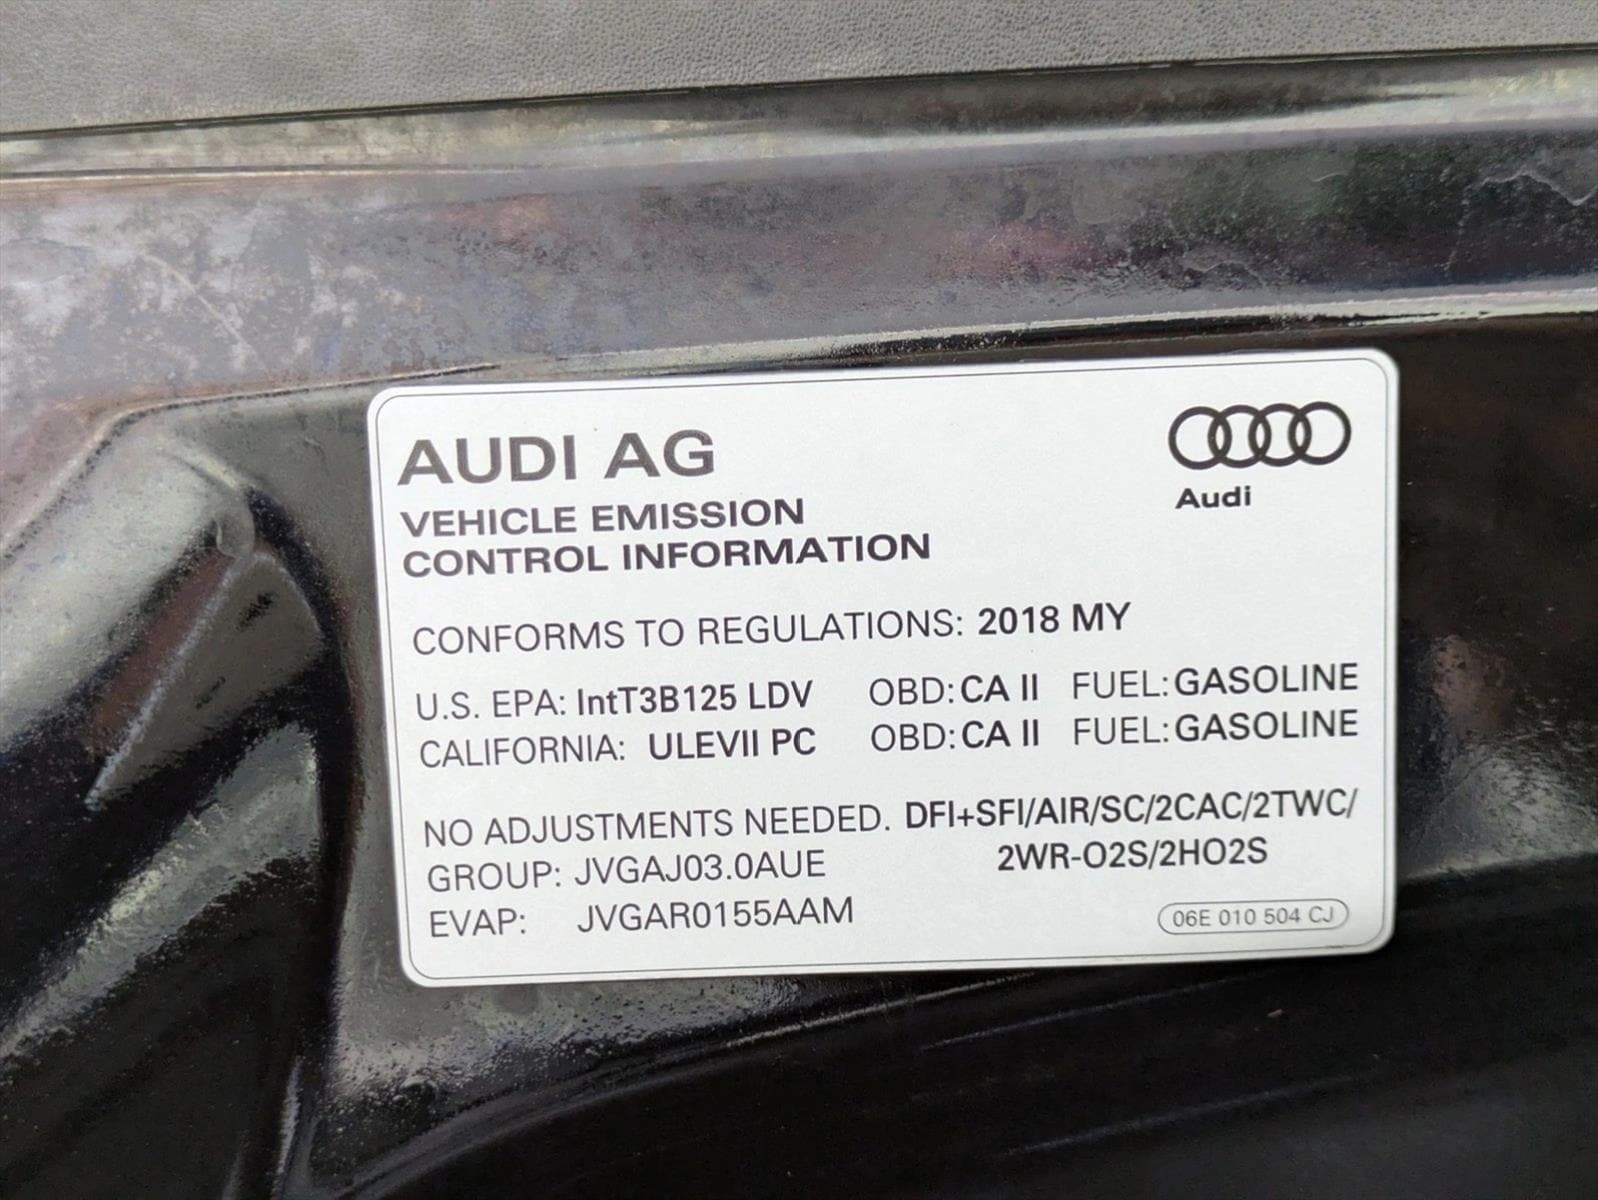 AUDI AG
Audi
VEHICLE EMISSION
CONTROL INFORMATION
CONFORMS TO REGULATIONS: 2018 MY
U.S. EPA: IntT3B125 LDV OBD: CA II FUEL: GASOLINE
CALIFORNIA: ULEVII PC OBD: CA II FUEL: GASOLINE
NO ADJUSTMENTS NEEDED. DFI+SFI/AIR/SC/2CAC/2TWC/
2WR-O2S/2HO2S
GROUP: JVGAJ03.0AUE
EVAP: JVGAR0155AAM
06E 010 504 CJ